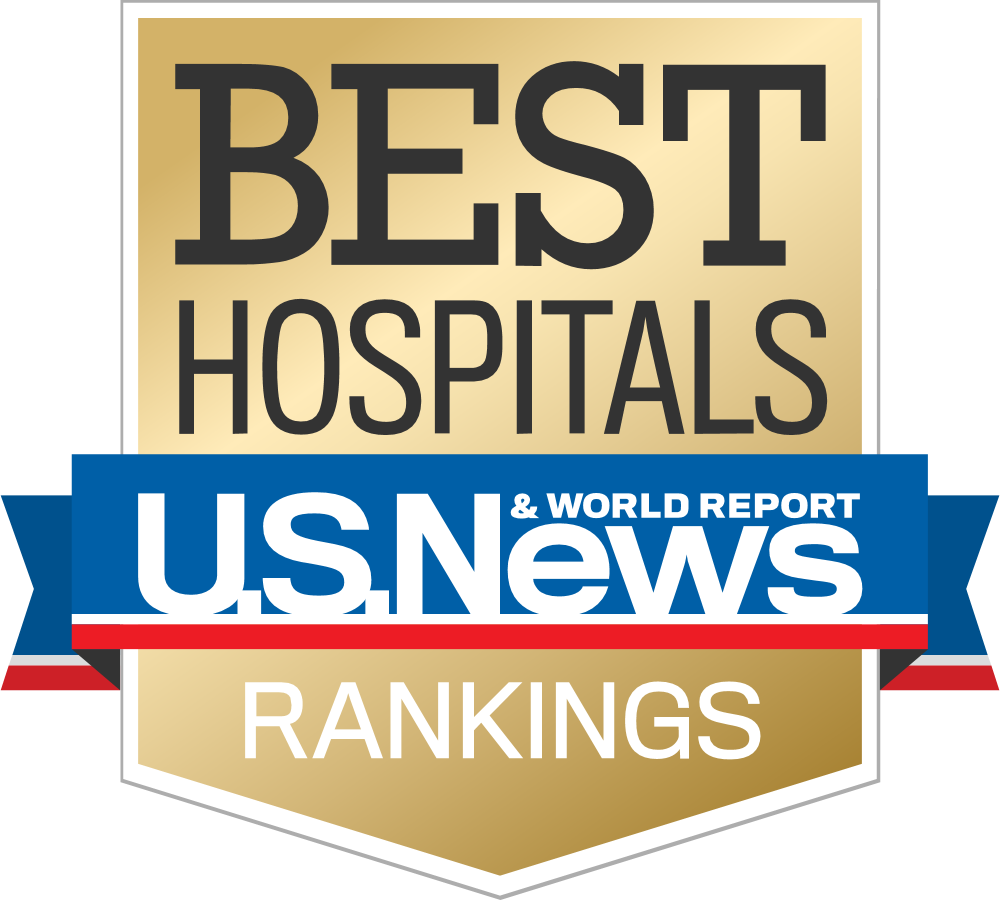 BEST
HOSPITALS
& WORLD REPORT
U.S.News
RANKINGS